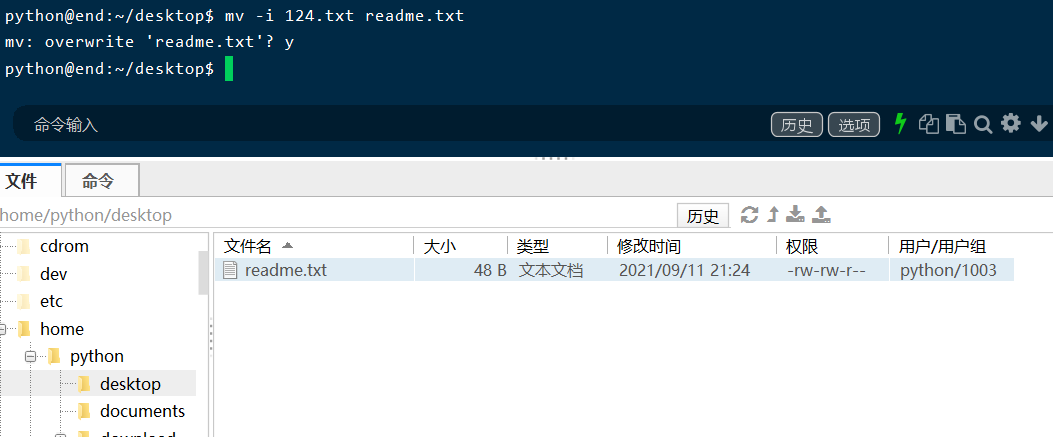 python@end:~/desktop$ mv -i 124.txt readme.txt
mv: overwrite 'readme.txt'? y
python@end:~/desktop$
命令输入 历史 选项
文件 命令
home/python/desktop 历史
文件名 大小 类型 修改时间 权限 用户/用户组
readme.txt 48 B 文本文档 2021/09/11 21:24 -rw-rw-r-- python/1003
cdrom
dev
etc
home
python
desktop
documents
download